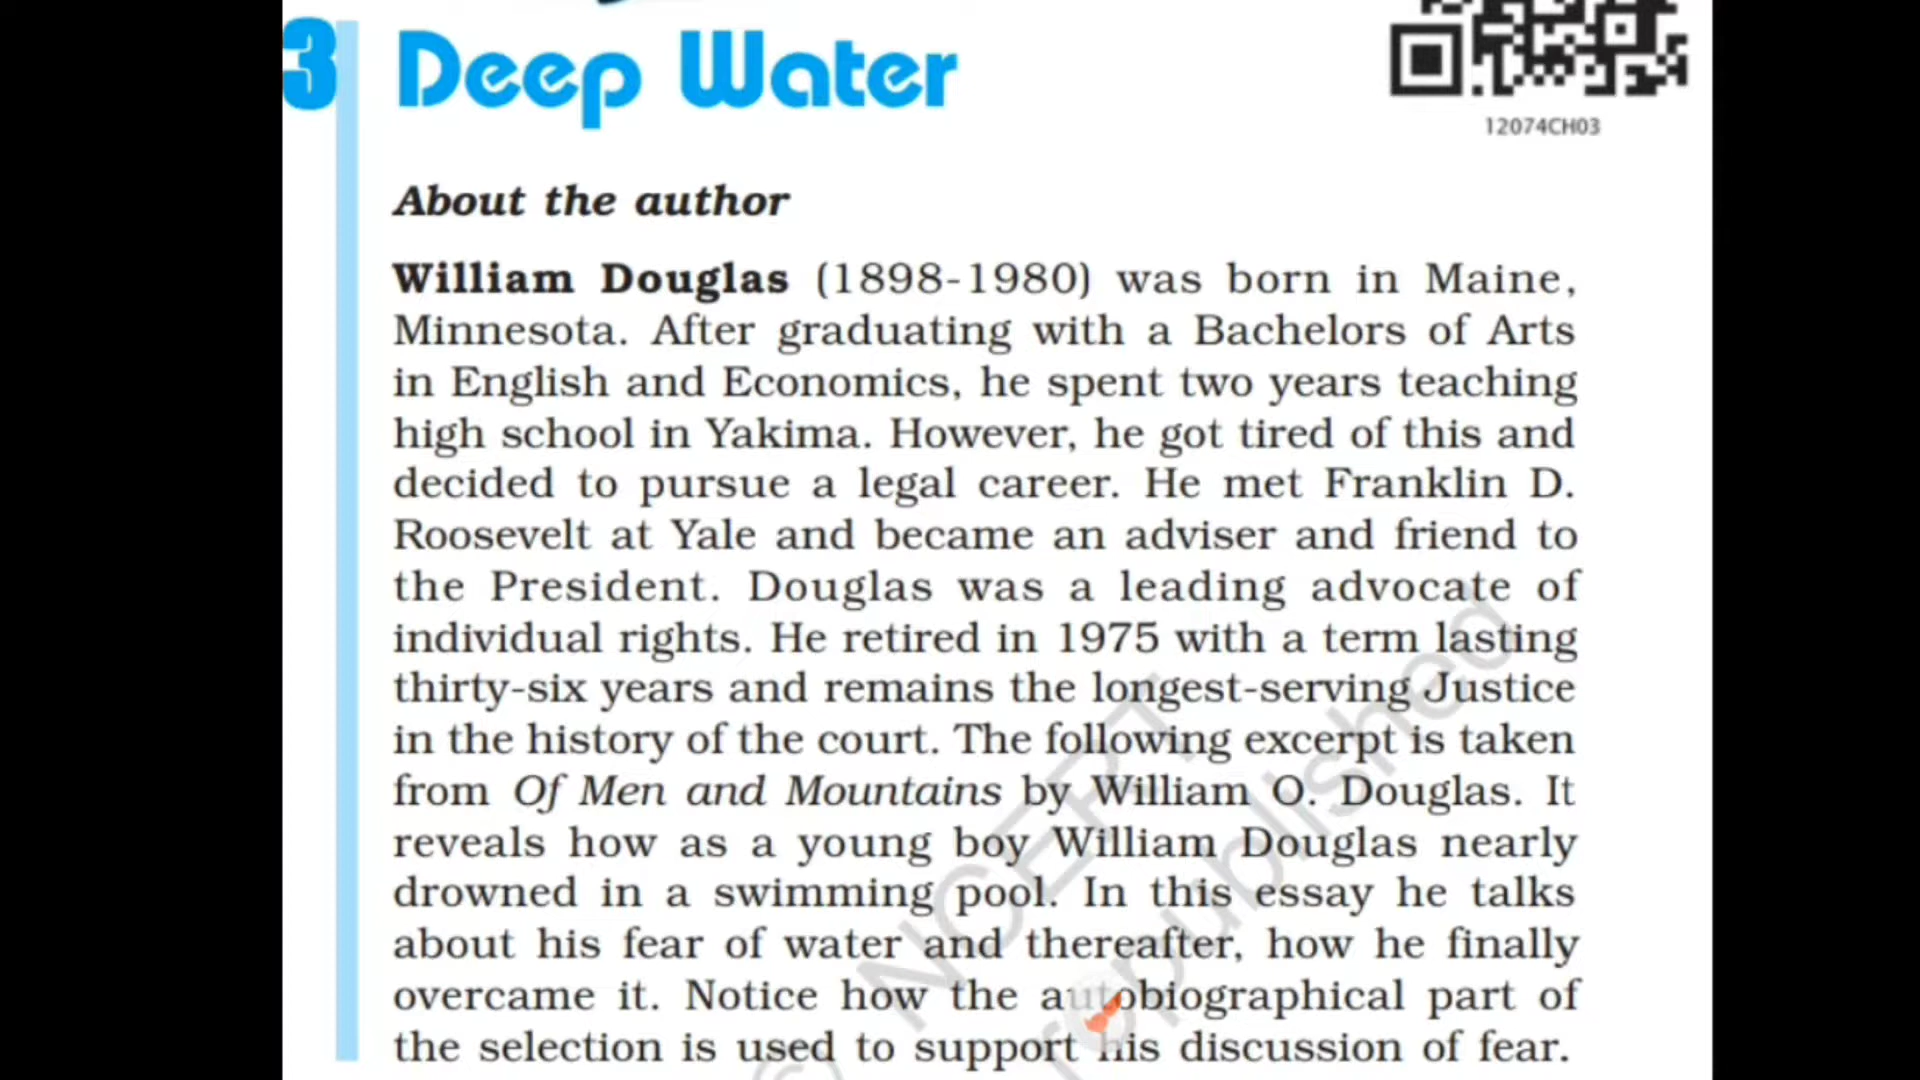 3 Deep Water
12074CH03
About the author
William Douglas (1898-1980) was born in Maine,
Minnesota. After graduating with a Bachelors of Arts
in English and Economics, he spent two years teaching
high school in Yakima. However, he got tired of this and
decided to pursue a legal career. He met Franklin D.
Roosevelt at Yale and became an adviser and friend to
the President. Douglas was a leading advocate of
individual rights. He retired in 1975 with a term lasting
thirty-six years and remains the longest-serving Justice
in the history of the court. The following excerpt is taken
from Of Men and Mountains by William O. Douglas. It
reveals how as a young boy William Douglas nearly
drowned in a swimming pool. In this essay he talks
about his fear of water and thereafter, how he finally
overcame it. Notice how the autobiographical part of
the selection is used to support his discussion of fear.
© NCERT
republished